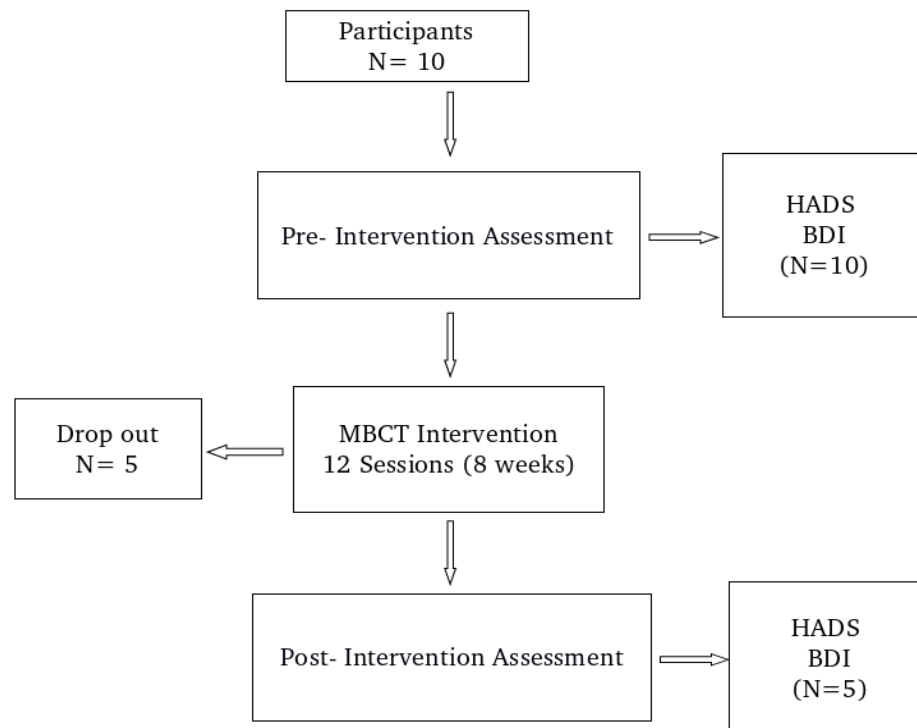 Participants
N= 10
Pre- Intervention Assessment
HADS
BDI
(N=10)
Drop out
N= 5
MBCT Intervention
12 Sessions (8 weeks)
Post- Intervention Assessment
HADS
BDI
(N=5)